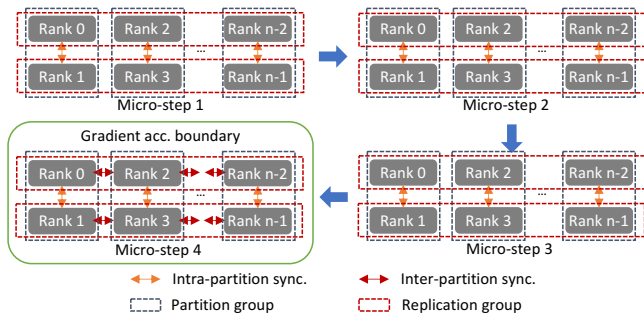 Rank 0 Rank 2 ... Rank n-2
Rank 1 Rank 3 Rank n-1
Micro-step 1
Rank 0 Rank 2 ... Rank n-2
Rank 1 Rank 3 Rank n-1
Micro-step 2
Gradient acc. boundary
Rank 0 Rank 2 ... Rank n-2
Rank 1 Rank 3 Rank n-1
Micro-step 4
Rank 0 Rank 2 ... Rank n-2
Rank 1 Rank 3 Rank n-1
Micro-step 3
Intra-partition sync. Inter-partition sync.
Partition group Replication group